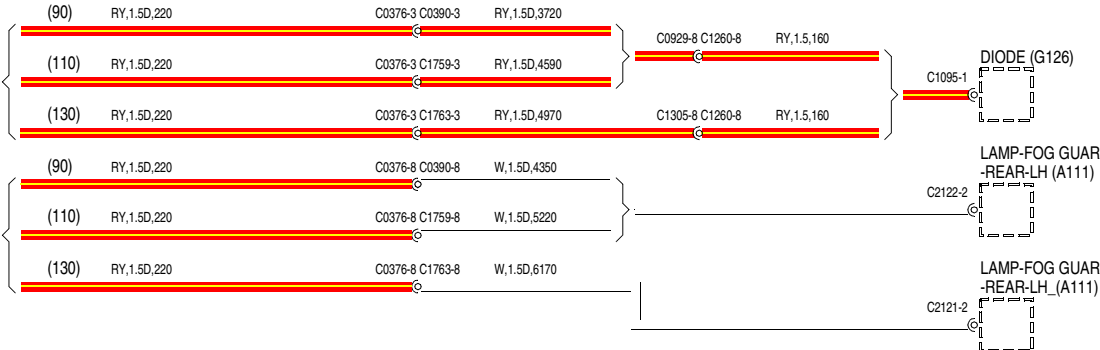 (90) RY,1.5D,220 C0376-3 C0390-3 RY,1.5D,3720
C0929-8 C1260-8 RY,1.5,160
DIODE (G126)
(110) RY,1.5D,220 C0376-3 C1759-3 RY,1.5D,4590
C1095-1
(130) RY,1.5D,220 C0376-3 C1763-3 RY,1.5D,4970 C1305-8 C1260-8 RY,1.5,160
LAMP-FOG GUAR
-REAR-LH (A111)
(90) RY,1.5D,220 C0376-8 C0390-8 W,1.5D,4350
C2122-2
(110) RY,1.5D,220 C0376-8 C1759-8 W,1.5D,5220
(130) RY,1.5D,220 C0376-8 C1763-8 W,1.5D,6170
LAMP-FOG GUAR
-REAR-LH_(A111)
C2121-2